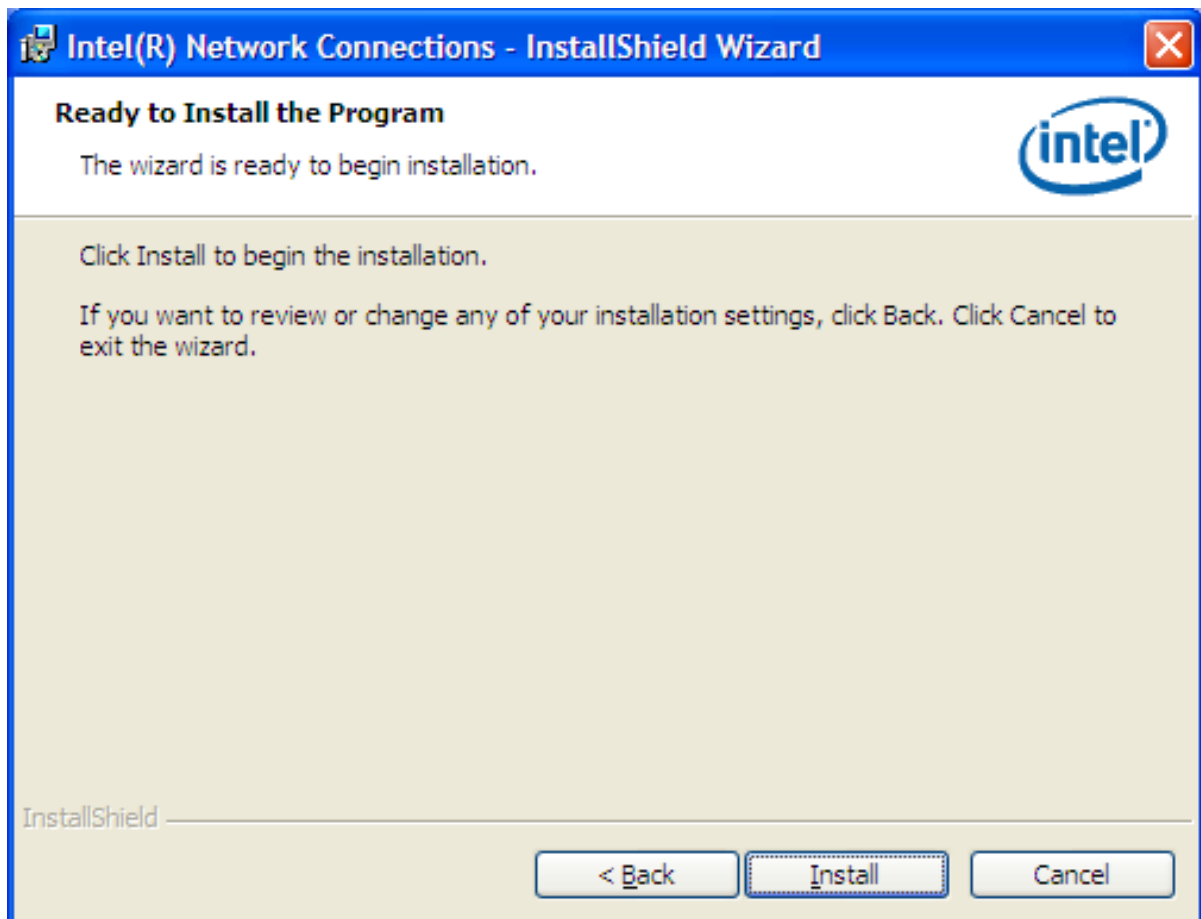 Intel(R) Network Connections - InstallShield Wizard
Ready to Install the Program
The wizard is ready to begin installation.
intel
Click Install to begin the installation.
If you want to review or change any of your installation settings, click Back. Click Cancel to
exit the wizard.
InstallShield
< Back
Install
Cancel